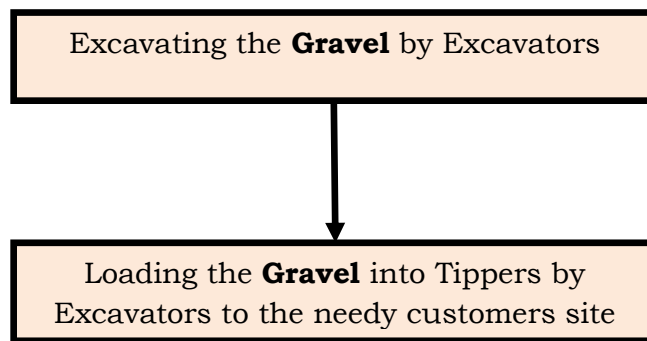 Excavating the Gravel by Excavators
Loading the Gravel into Tippers by
Excavators to the needy customers site